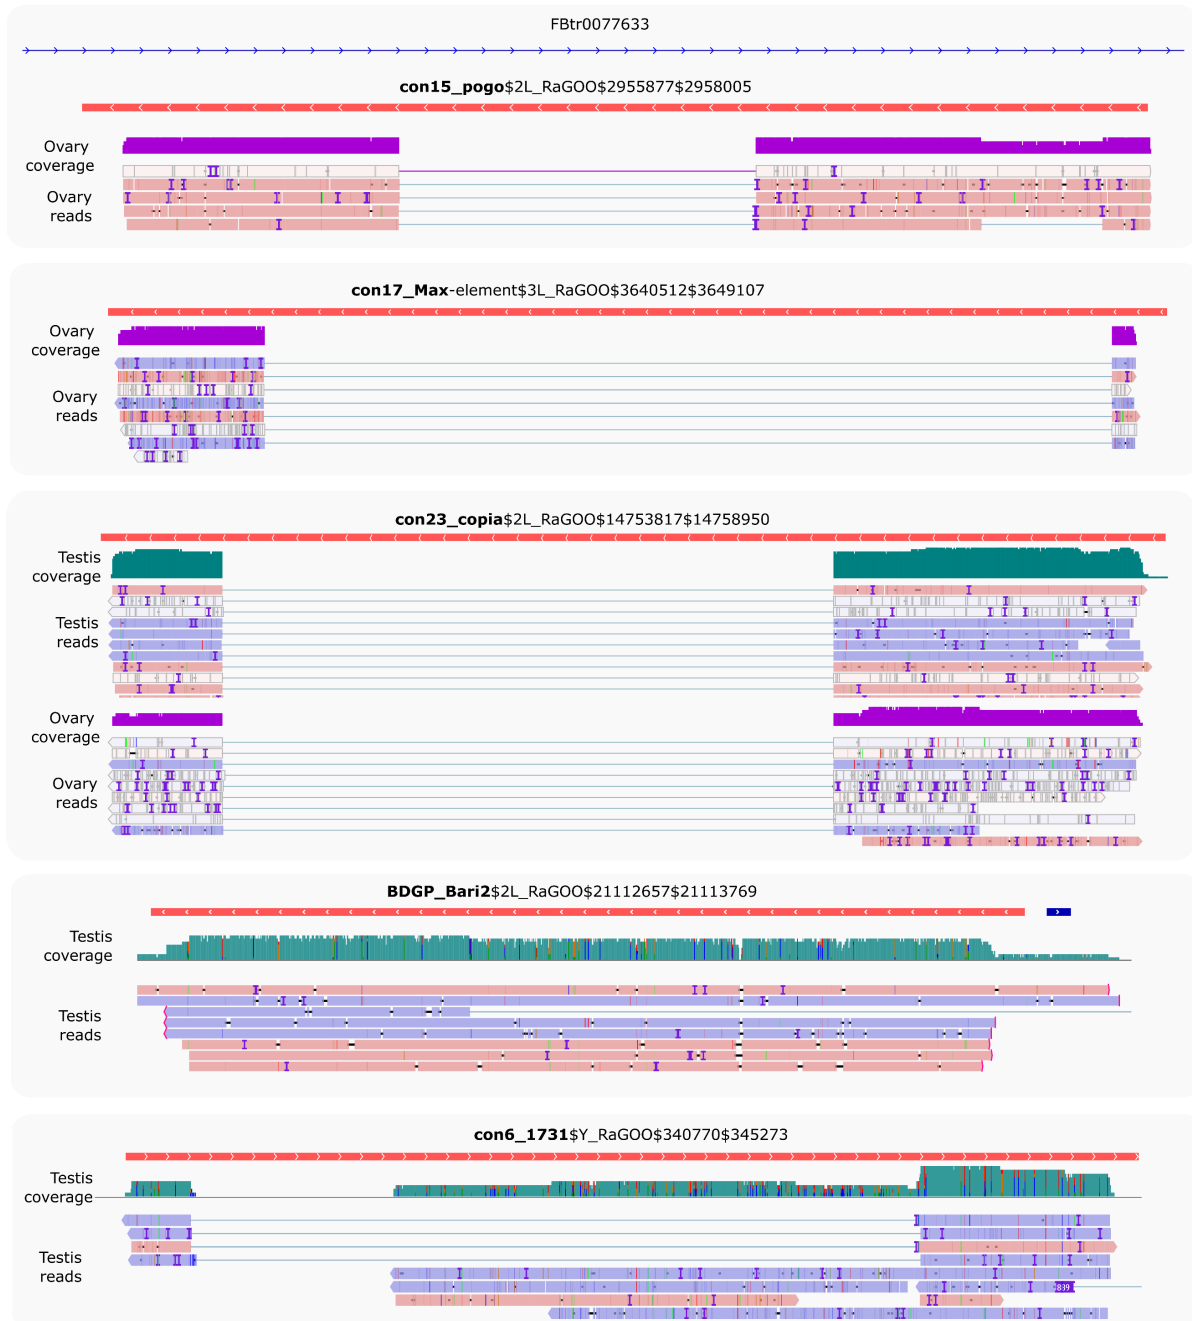 FBtr0077633
con15_pogo$2L_RaGOO$2955877$2958005
Ovary
coverage
Ovary
reads
con17_Max-element$3L_RaGOO$3640512$3649107
Ovary
coverage
Ovary
reads
con23_copia$2L_RaGOO$14753817$14758950
Testis
coverage
Testis
reads
Ovary
coverage
Ovary
reads
BDGP_Bari2$2L_RaGOO$21112657$21113769
Testis
coverage
Testis
reads
con6_1731$Y_RaGOO$340770$345273
Testis
coverage
Testis
reads
839